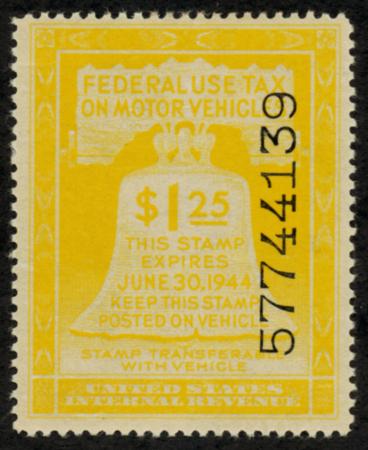 FEDERAL USE TAX
ON MOTOR VEHICLES
$1.25
THIS STAMP
EXPIRES
JUNE 30, 1944
KEEP THIS STAMP
POSTED ON VEHICLE
STAMP TRANSFERABLE
WITH VEHICLE
UNITED STATES
INTERNAL REVENUE
57744139